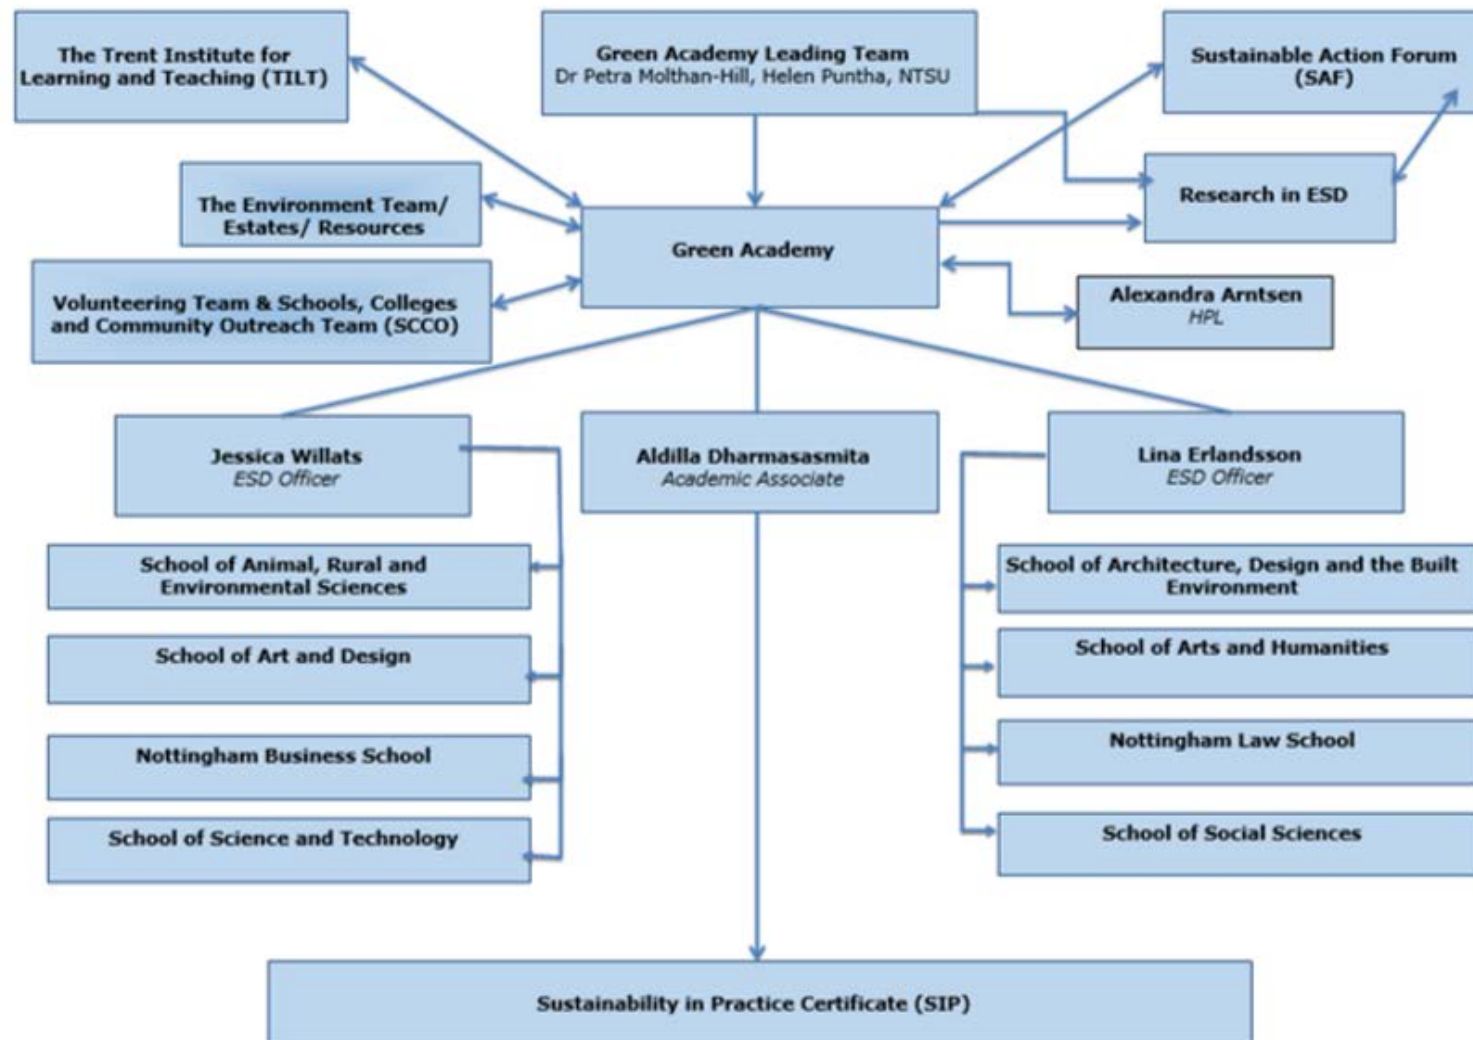 The Trent Institute for
Learning and Teaching (TILT)
Green Academy Leading Team
Dr Petra Molthan-Hill, Helen Puntha, NTSU
Sustainable Action Forum
(SAF)
The Environment Team/
Estates/ Resources
Research in ESD
Green Academy
Volunteering Team & Schools, Colleges
and Community Outreach Team (SCCO)
Alexandra Arntsen
HPL
Jessica Willats
ESD Officer
Aldilla Dharmasasmita
Academic Associate
Lina Erlandsson
ESD Officer
School of Animal, Rural and
Environmental Sciences
School of Art and Design
Nottingham Business School
School of Science and Technology
School of Architecture, Design and the Built
Environment
School of Arts and Humanities
Nottingham Law School
School of Social Sciences
Sustainability in Practice Certificate (SIP)